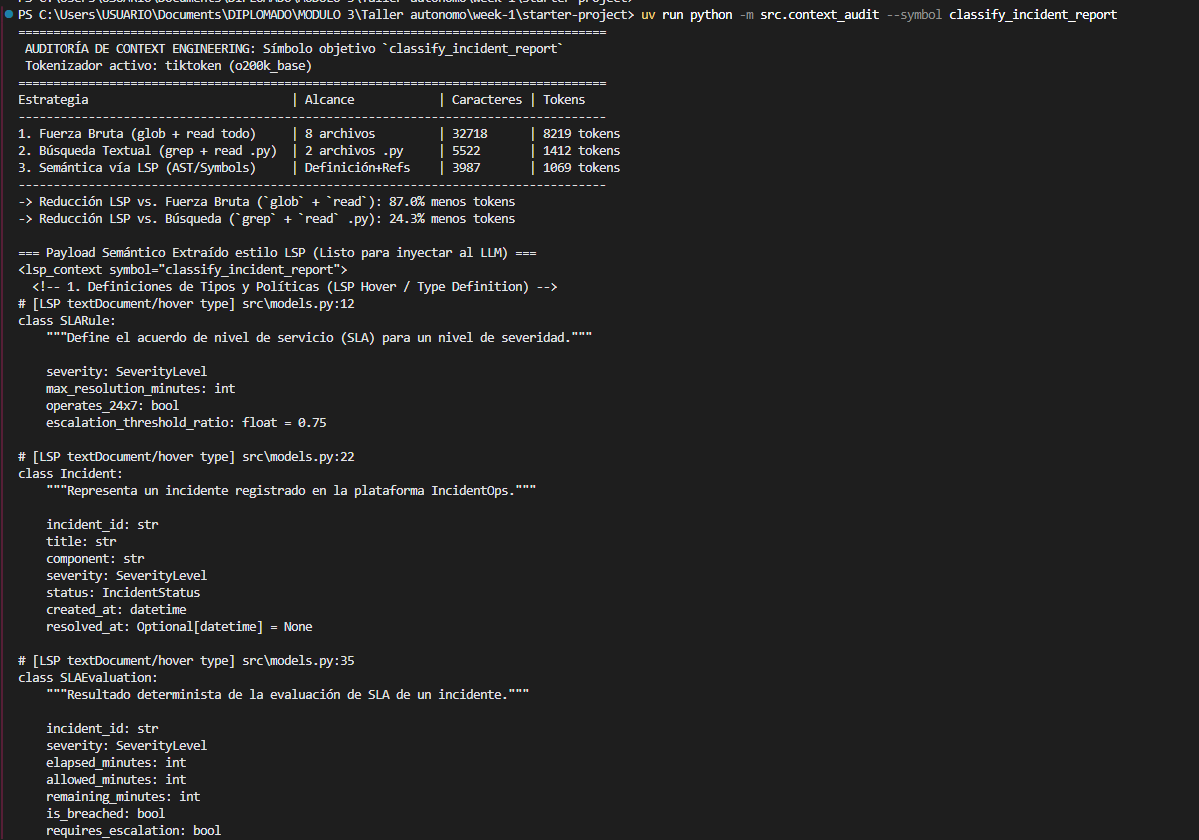 PS C:\Users\USUARIO\Documents\DIPLOMADO\MODULO 3\Taller autonomo\week-1\starter-project> uv run python -m src.context_audit --symbol classify_incident_report
================================================================================
 AUDITORÍA DE CONTEXT ENGINEERING: Símbolo objetivo `classify_incident_report`
 Tokenizador activo: tiktoken (o200k_base)
================================================================================
Estrategia                          | Alcance            | Caracteres | Tokens
--------------------------------------------------------------------------------
1. Fuerza Bruta (glob + read todo)  | 8 archivos         | 32718      | 8219 tokens
2. Búsqueda Textual (grep + read .py) | 2 archivos .py     | 5522       | 1412 tokens
3. Semántica vía LSP (AST/Symbols)  | Definición+Refs    | 3987       | 1069 tokens
--------------------------------------------------------------------------------
-> Reducción LSP vs. Fuerza Bruta (`glob` + `read`): 87.0% menos tokens
-> Reducción LSP vs. Búsqueda (`grep` + `read` .py): 24.3% menos tokens
=== Payload Semántico Extraído estilo LSP (Listo para inyectar al LLM) ===
<lsp_context symbol="classify_incident_report">
  <!-- 1. Definiciones de Tipos y Políticas (LSP Hover / Type Definition) -->
# [LSP textDocument/hover type] src\models.py:12
class SLARule:
    """Define el acuerdo de nivel de servicio (SLA) para un nivel de severidad."""
    severity: SeverityLevel
    max_resolution_minutes: int
    operates_24x7: bool
    escalation_threshold_ratio: float = 0.75
# [LSP textDocument/hover type] src\models.py:22
class Incident:
    """Representa un incidente registrado en la plataforma IncidentOps."""
    incident_id: str
    title: str
    component: str
    severity: SeverityLevel
    status: IncidentStatus
    created_at: datetime
    resolved_at: Optional[datetime] = None
# [LSP textDocument/hover type] src\models.py:35
class SLAEvaluation:
    """Resultado determinista de la evaluación de SLA de un incidente."""
    incident_id: str
    severity: SeverityLevel
    elapsed_minutes: int
    allowed_minutes: int
    remaining_minutes: int
    is_breached: bool
    requires_escalation: bool